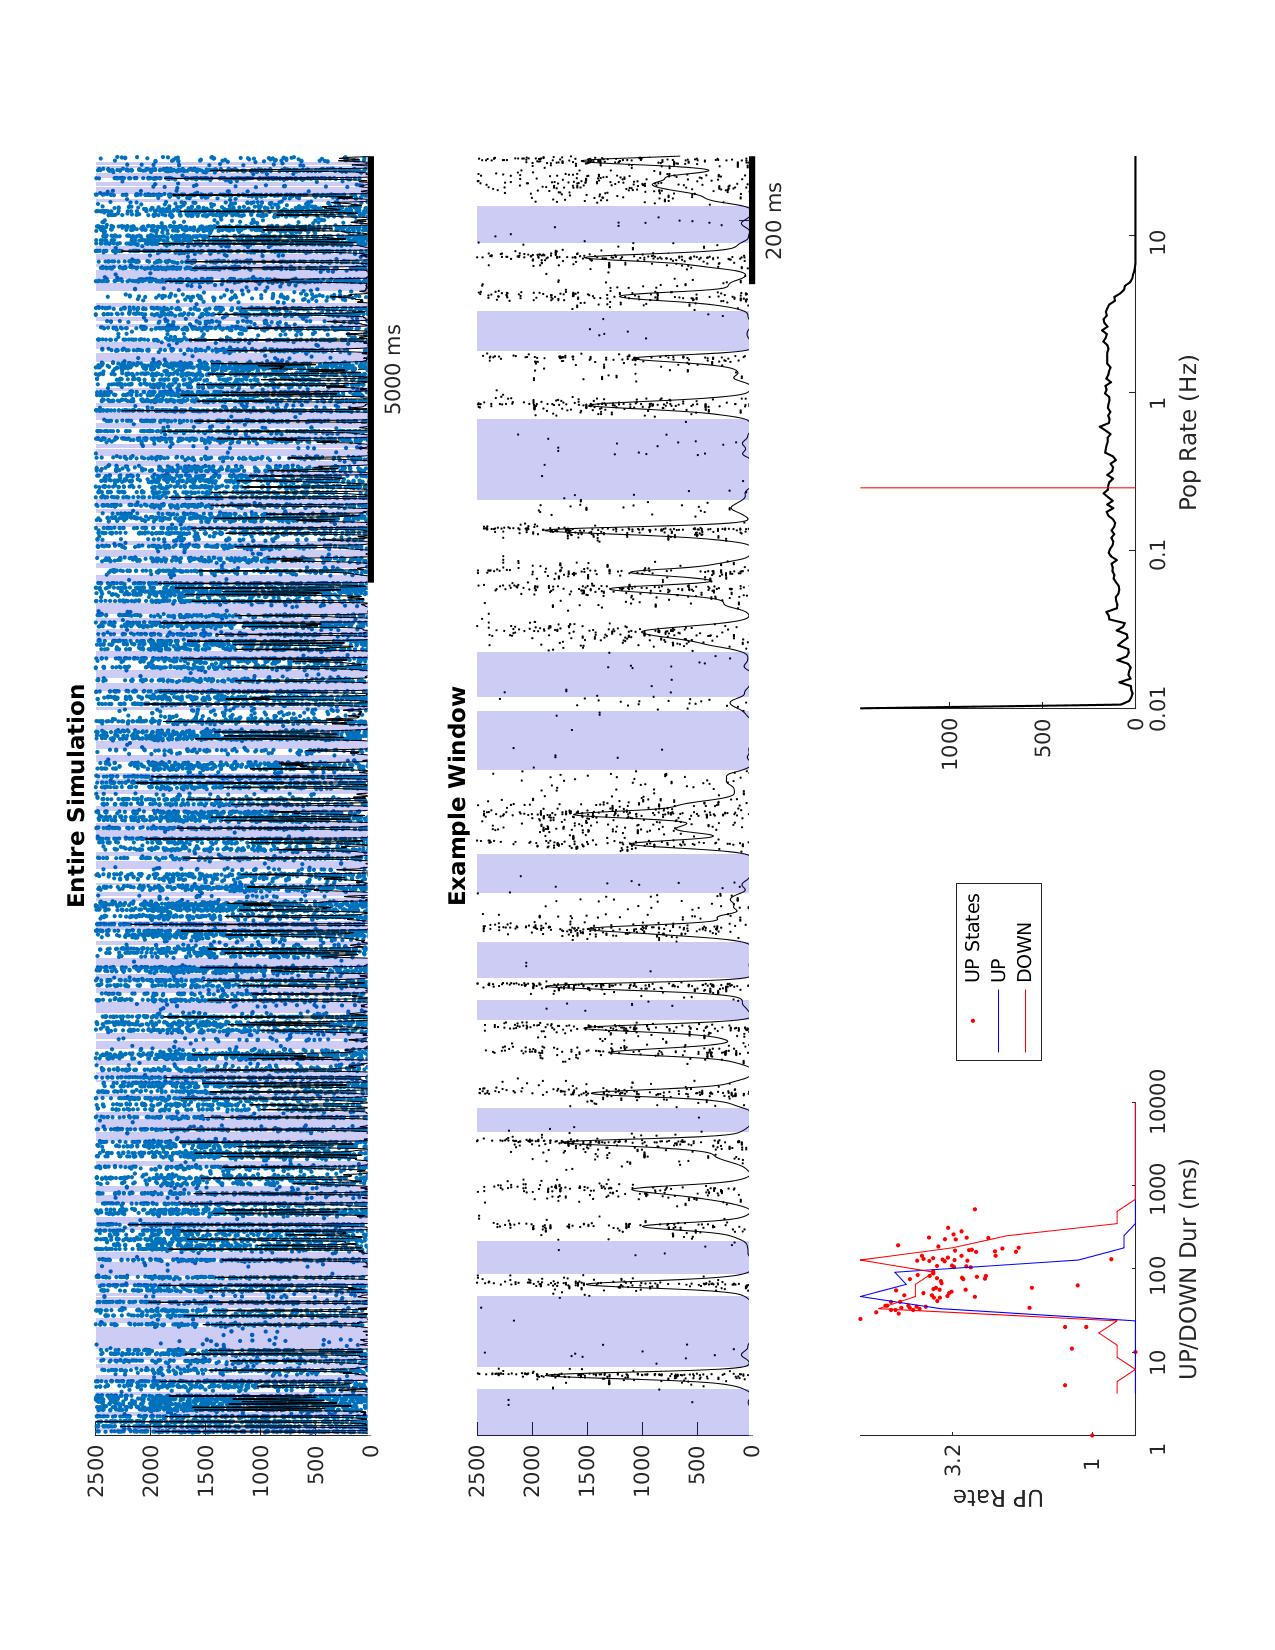 Entire Simulation
2500
2000
1500
1000
500
0
5000 ms
Example Window
2500
2000
1500
1000
500
0
200 ms
UP Rate
3.2
1
1 10 100 1000 10000
UP/DOWN Dur (ms)
UP States
UP
DOWN
1000
500
0
0.01 0.1 1 10
Pop Rate (Hz)